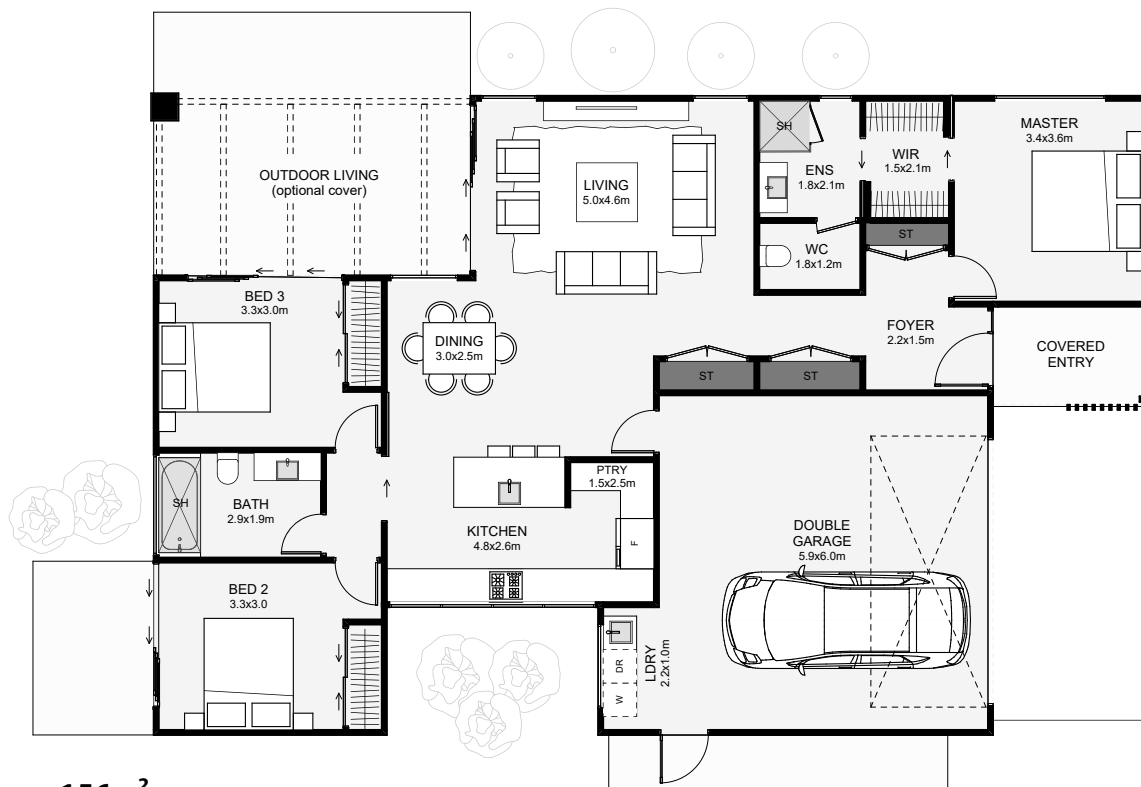 OUTDOOR LIVING
(optional cover)
LIVING
5.0x4.6m
SH
ENS
1.8x2.1m
WIR
1.5x2.1m
MASTER
3.4x3.6m
WC
1.8x1.2m
ST
BED 3
3.3x3.0m
DINING
3.0x2.5m
FOYER
2.2x1.5m
COVERED
ENTRY
ST
ST
SH
BATH
2.9x1.9m
PTRY
1.5x2.5m
KITCHEN
4.8x2.6m
F
DOUBLE
GARAGE
5.9x6.0m
BED 2
3.3x3.0
DR
W
LDRY
2.2x1.0m